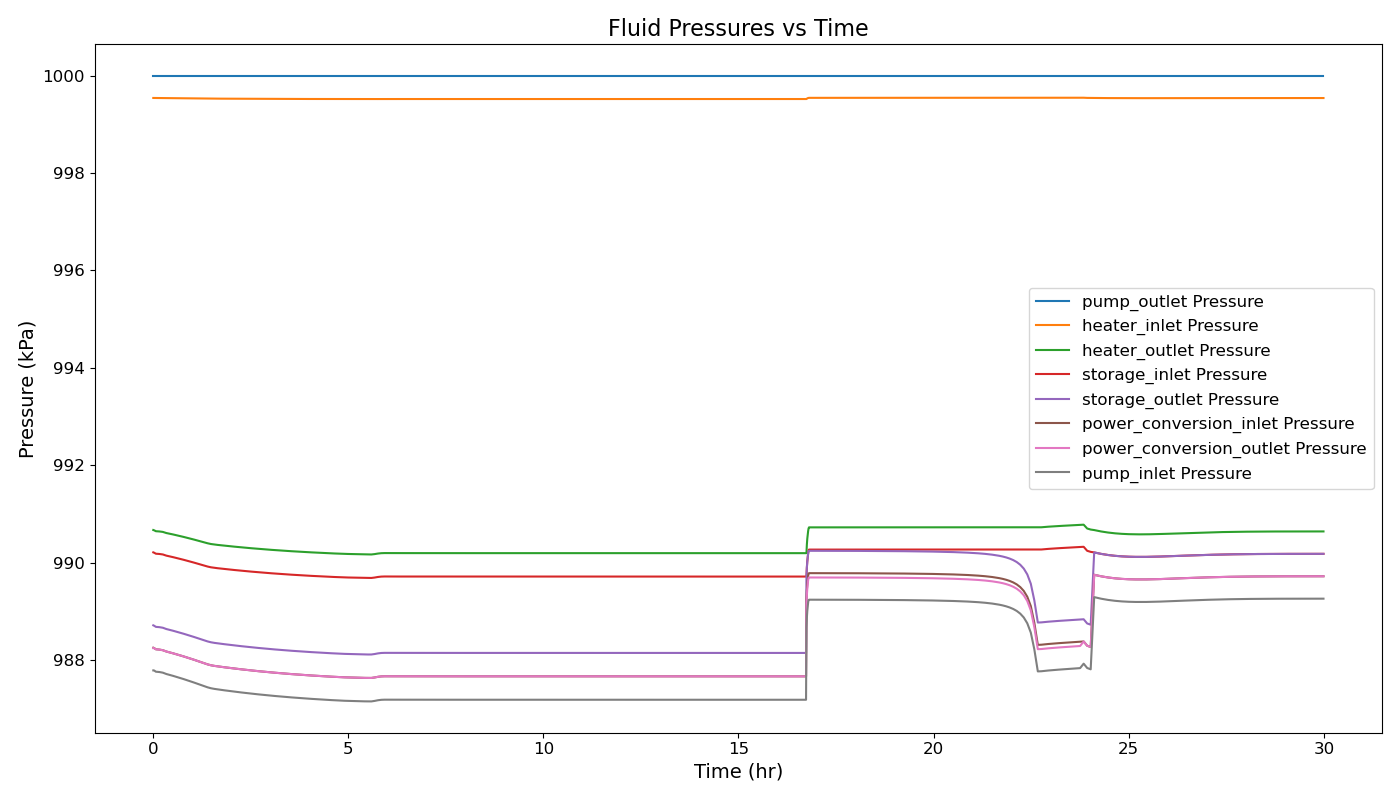 Fluid Pressures vs Time
1000
998
996
994
992
990
988
Pressure (kPa)
pump_outlet Pressure
heater_inlet Pressure
heater_outlet Pressure
storage_inlet Pressure
storage_outlet Pressure
power_conversion_inlet Pressure
power_conversion_outlet Pressure
pump_inlet Pressure
0 5 10 15 20 25 30
Time (hr)